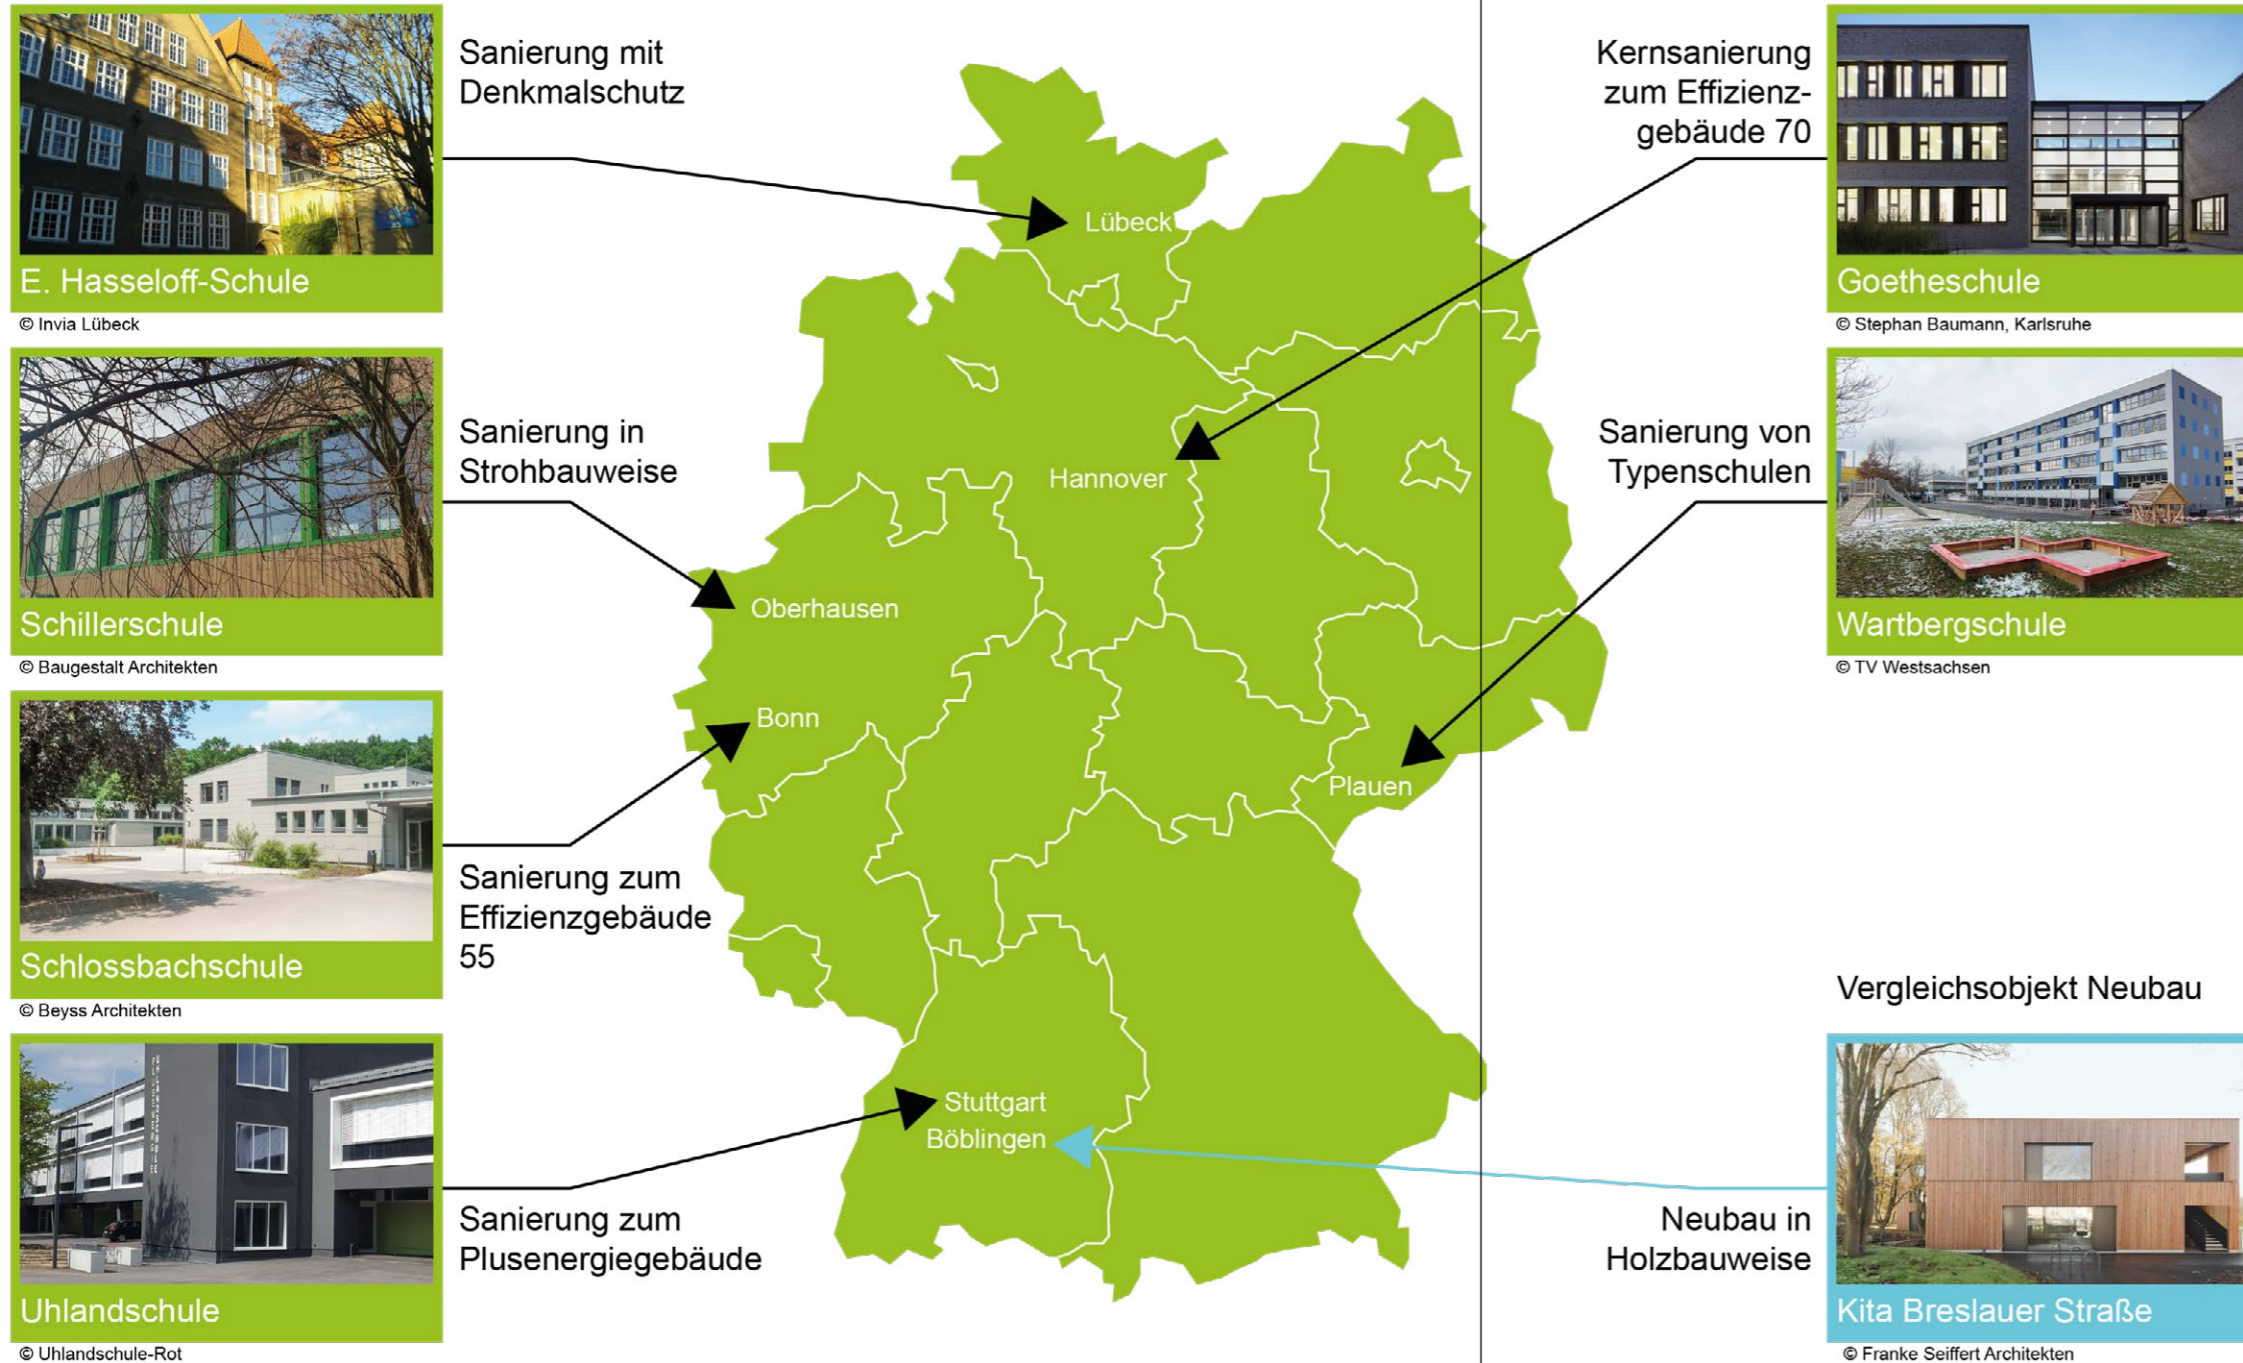 Sanierung mit
Denkmalschutz
E. Hasseloff-Schule
© Invia Lübeck
Sanierung in
Strohbauweise
Schillerschule
© Baugestalt Architekten
Sanierung zum
Effizienzgebäude
55
Schlossbachschule
© Beyss Architekten
Sanierung zum
Plusenergiegebäude
Uhlandschule
© Uhlandschule-Rot
Lübeck
Hannover
Oberhausen
Bonn
Plauen
Stuttgart
Böblingen
Kernsanierung
zum Effizienz-
gebäude 70
Goetheschule
© Stephan Baumann, Karlsruhe
Sanierung von
Typenschulen
Wartbergschule
© TV Westsachsen
Vergleichsobjekt Neubau
Neubau in
Holzbauweise
Kita Breslauer Straße
© Franke Seiffert Architekten